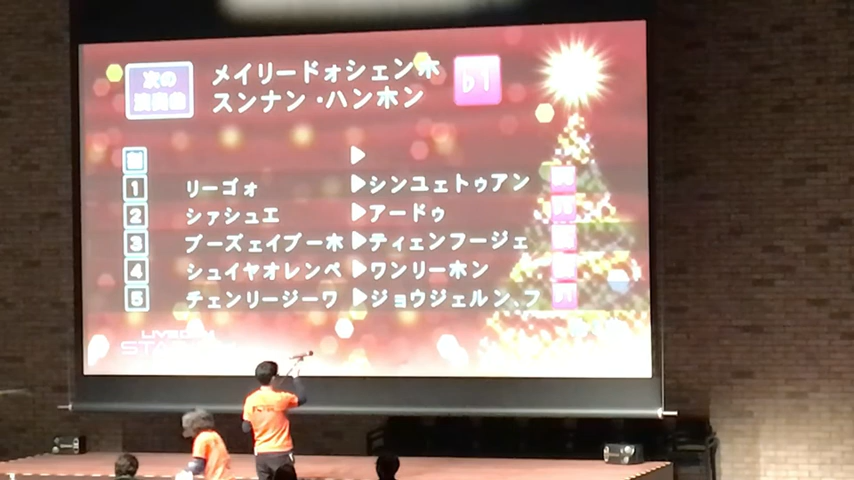 次の
演奏曲
メイリードォシェンホ
スンナン・ハンホン
♭1
1 リーゴォ ▶シンユェトゥアン
2 シァシュエ ▶アードゥ
3 ブーズェイブー木 ▶ティェンフージェ
4 シュイヤオレンペ ▶ワンリーホン
5 チェンリージーワ ▶ジョウジェルン、フ